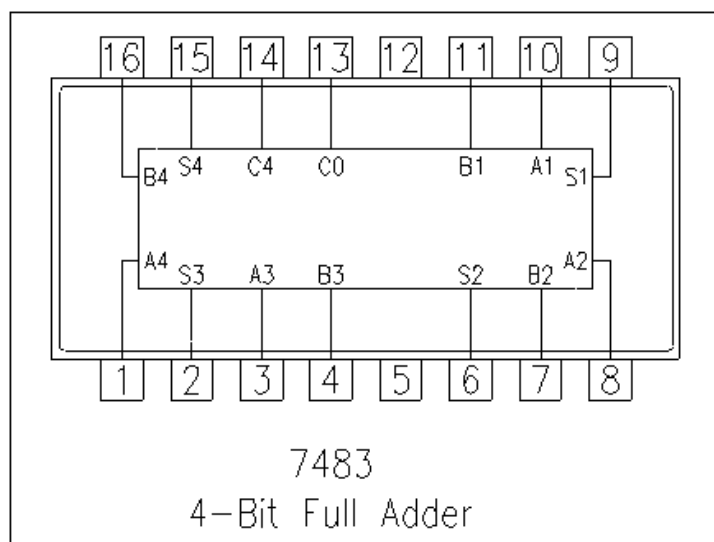 16 15 14 13 12 11 10 9
B4 S4 C4 C0 B1 A1 S1
A4 S3 A3 B3 S2 B2 A2
1 2 3 4 5 6 7 8
7483
4-Bit Full Adder